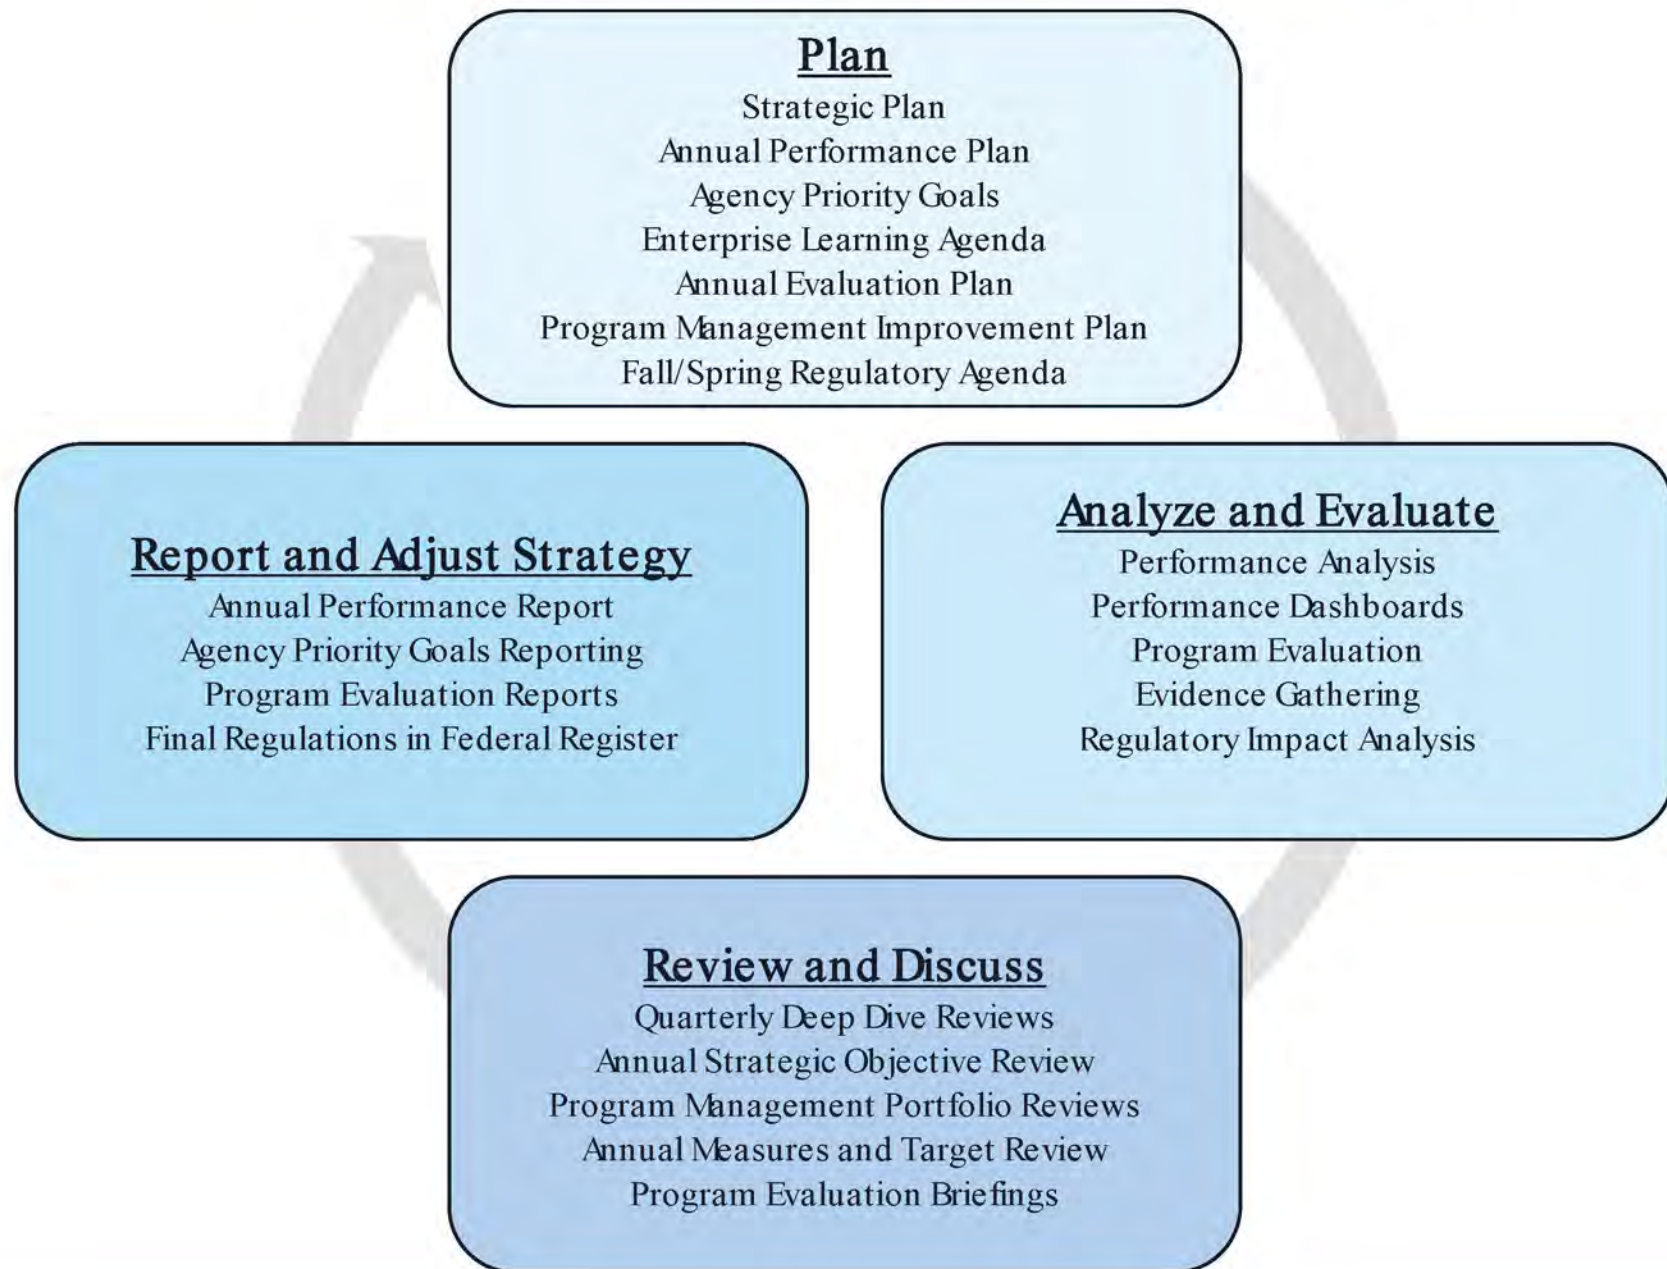 Plan
Strategic Plan
Annual Performance Plan
Agency Priority Goals
Enterprise Learning Agenda
Annual Evaluation Plan
Program Management Improvement Plan
Fall/Spring Regulatory Agenda
Analyze and Evaluate
Performance Analysis
Performance Dashboards
Program Evaluation
Evidence Gathering
Regulatory Impact Analysis
Review and Discuss
Quarterly Deep Dive Reviews
Annual Strategic Objective Review
Program Management Portfolio Reviews
Annual Measures and Target Review
Program Evaluation Briefings
Report and Adjust Strategy
Annual Performance Report
Agency Priority Goals Reporting
Program Evaluation Reports
Final Regulations in Federal Register